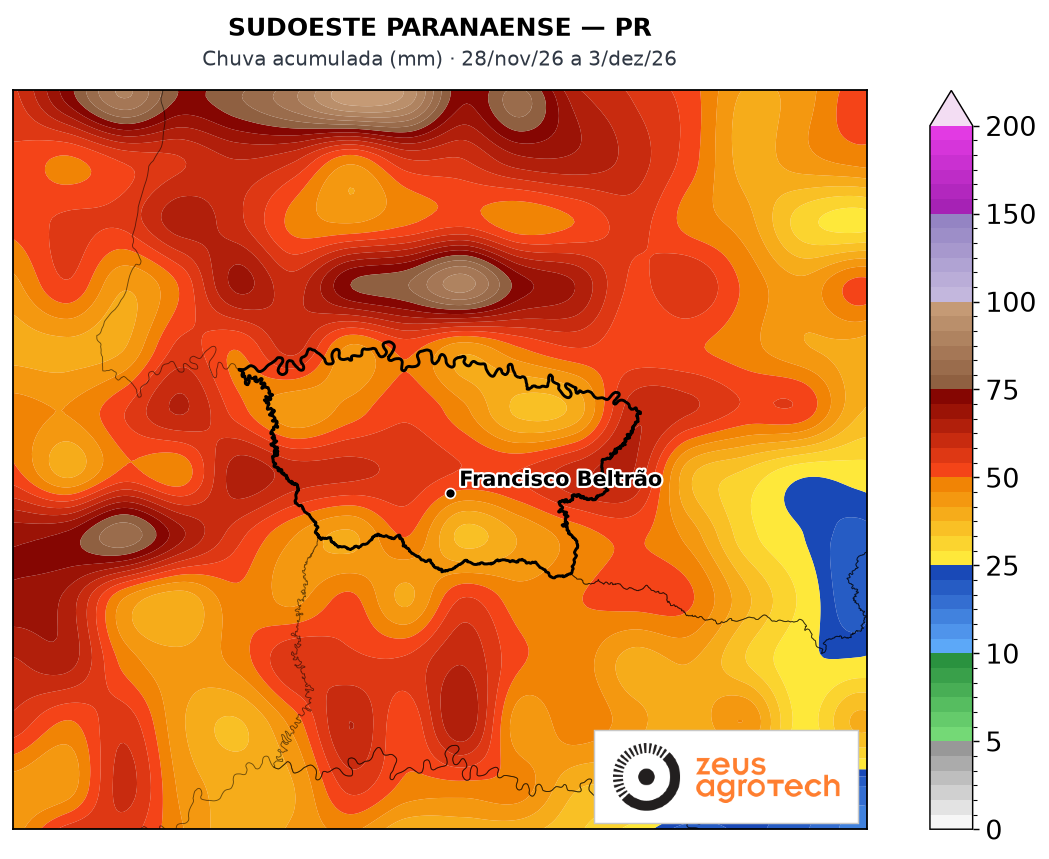 SUDOESTE PARANAENSE — PR
Chuva acumulada (mm) · 28/nov/26 a 3/dez/26
200
150
100
75
50
25
10
5
0
Francisco Beltrão
zeus
agrotech